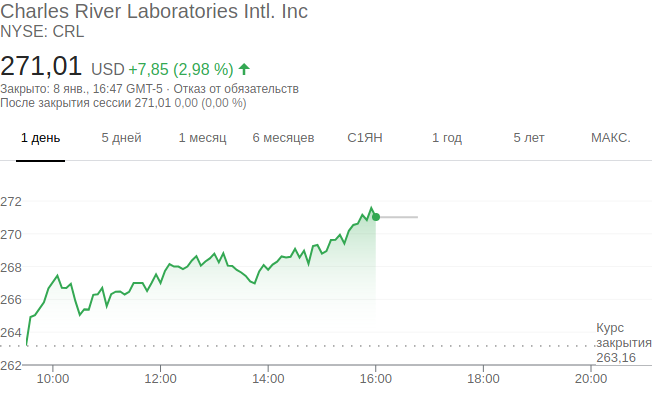 Charles River Laboratories Intl. Inc
NYSE: CRL
271,01 USD +7,85 (2,98 %)
Закрыто: 8 янв., 16:47 GMT-5 · Отказ от обязательств
После закрытия сессии 271,01 0,00 (0,00 %)
1 день 5 дней 1 месяц 6 месяцев С1ЯН 1 год 5 лет МАКС.
272
270
268
266
264
262
Курс
закрытия
263,16
10:00 12:00 14:00 16:00 18:00 20:00